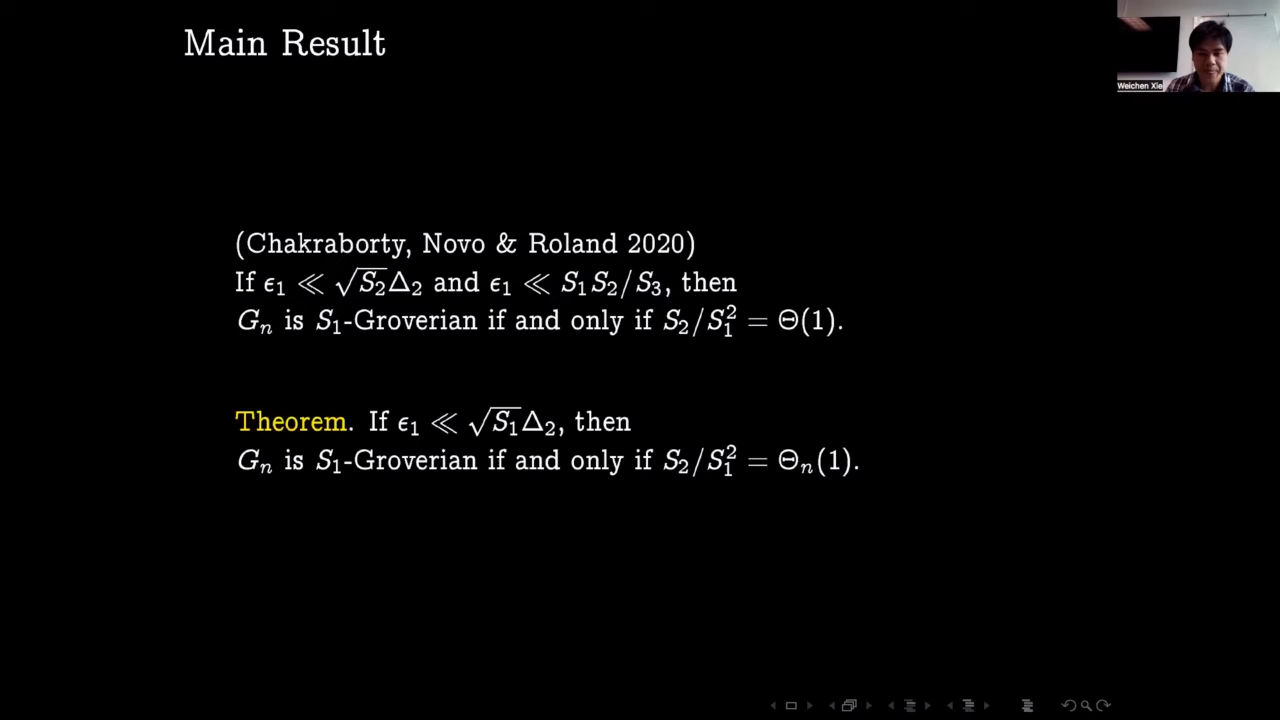 Main Result
Weichen Xie
(Chakraborty, Novo & Roland 2020)
If ϵ₁ ≪ √S₂Δ₂ and ϵ₁ ≪ S₁S₂/S₃, then
Gₙ is S₁-Groverian if and only if S₂/S₁² = Θ(1).
Theorem. If ϵ₁ ≪ √S₁Δ₂, then
Gₙ is S₁-Groverian if and only if S₂/S₁² = Θₙ(1).